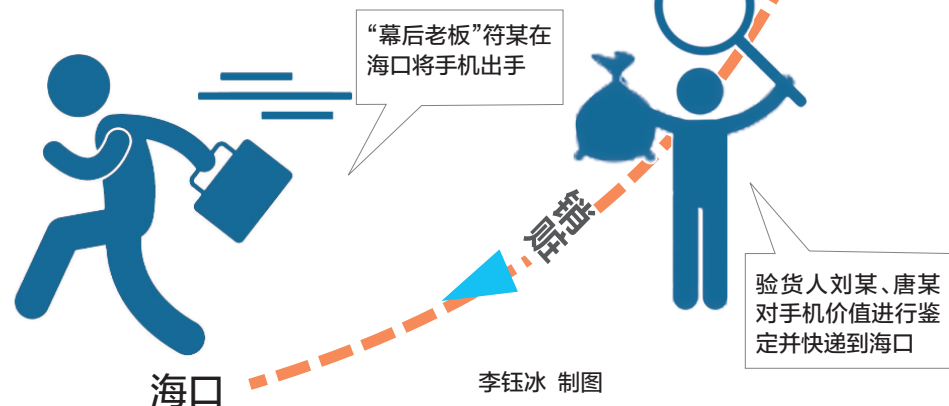 “幕后老板”符某在
海口将手机出手
销赃
验货人刘某、唐某
对手机价值进行鉴
定并快递到海口
海口
李钰冰 制图